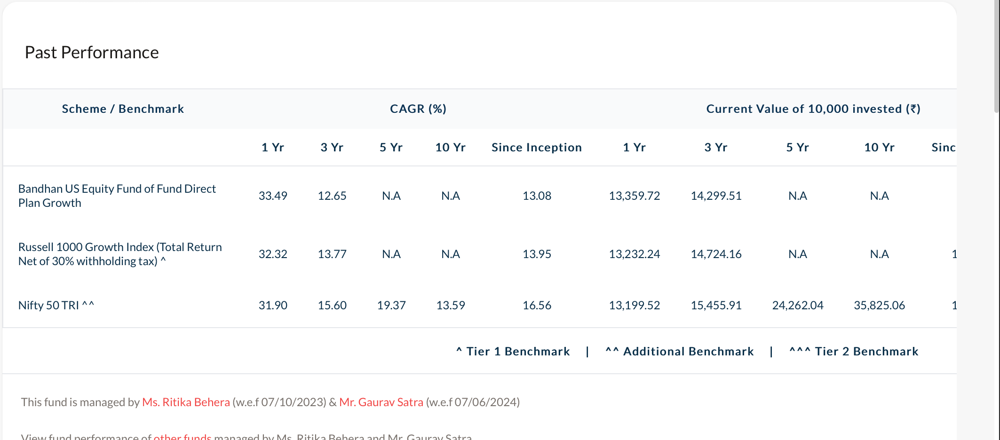 Past Performance
Scheme / Benchmark CAGR (%) Current Value of 10,000 invested (₹)
1 Yr 3 Yr 5 Yr 10 Yr Since Inception 1 Yr 3 Yr 5 Yr 10 Yr Sinc
Bandhan US Equity Fund of Fund Direct
Plan Growth
33.49 12.65 N.A N.A 13.08 13,359.72 14,299.51 N.A N.A
Russell 1000 Growth Index (Total Return
Net of 30% withholding tax) ^
32.32 13.77 N.A N.A 13.95 13,232.24 14,724.16 N.A N.A 1
Nifty 50 TRI ^^ 31.90 15.60 19.37 13.59 16.56 13,199.52 15,455.91 24,262.04 35,825.06 1
^ Tier 1 Benchmark | ^^ Additional Benchmark | ^^^ Tier 2 Benchmark
This fund is managed by Ms. Ritika Behera (w.e.f 07/10/2023) & Mr. Gaurav Satra (w.e.f 07/06/2024)
View fund performance of other funds managed by Ms. Ritika Behera and Mr. Gaurav Satra